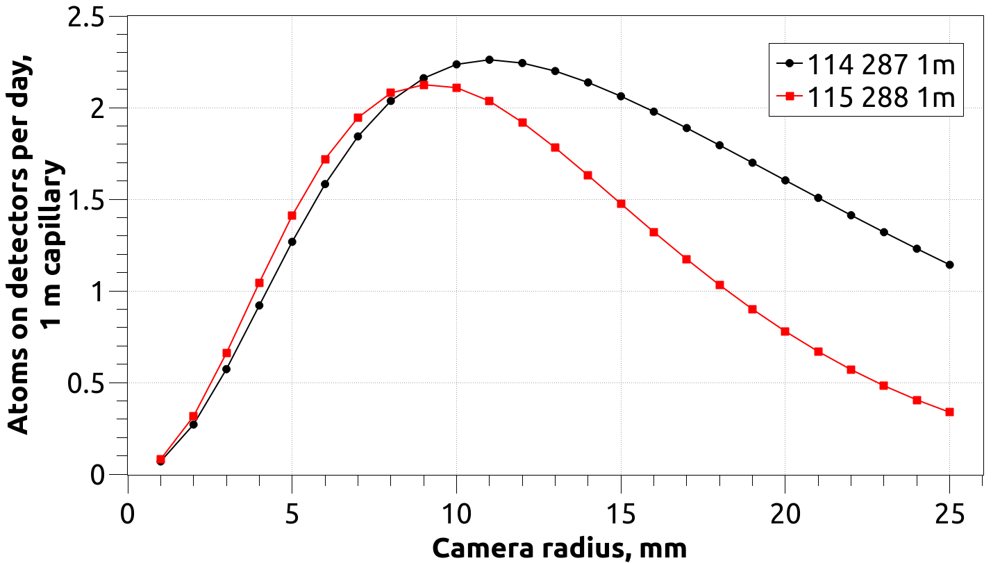 Atoms on detectors per day,
1 m capillary
2.5
2
1.5
1
0.5
0
114 287 1m
115 288 1m
0 5 10 15 20 25
Camera radius, mm